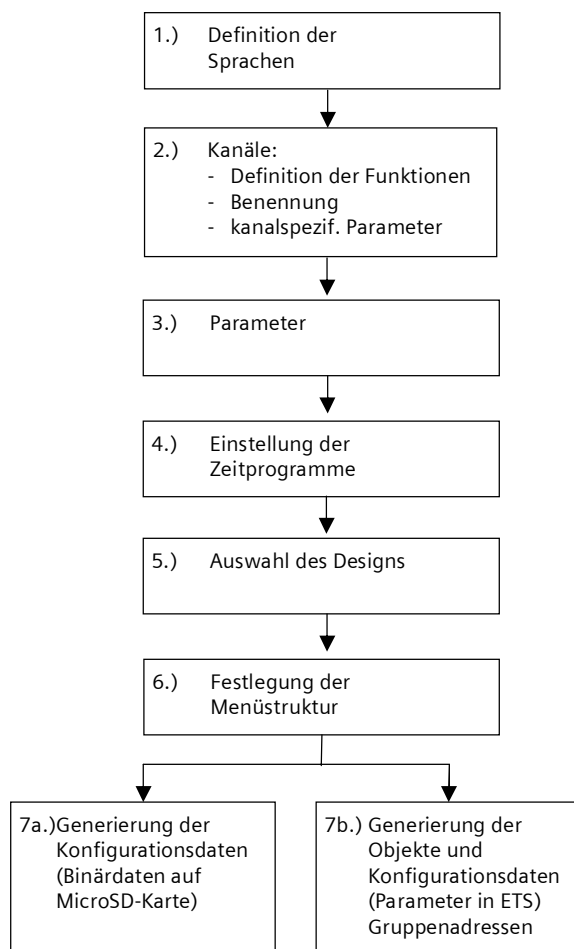 1.) Definition der
Sprachen
2.) Kanäle:
- Definition der Funktionen
- Benennung
- kanalspezif. Parameter
3.) Parameter
4.) Einstellung der
Zeitprogramme
5.) Auswahl des Designs
6.) Festlegung der
Menüstruktur
7a.)Generierung der
Konfigurationsdaten
(Binärdaten auf
MicroSD-Karte)
7b.) Generierung der
Objekte und
Konfigurationsdaten
(Parameter in ETS)
Gruppenadressen